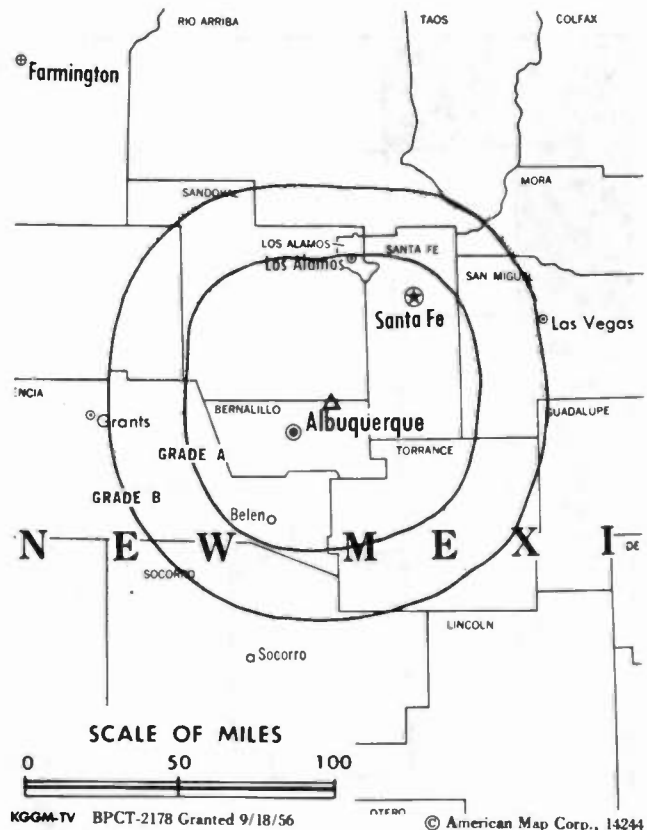 RIO ARRIBA
TAOS
COLFAX
Farmington
MORA
SANDOVAL
LOS ALAMOS
SANTA FE
Los Alamos
SAN MIGUEL
Santa Fe
Las Vegas
ENCIA
BERNALILLO
GUADALUPE
Grants
Albuquerque
GRADE A
TORRANCE
GRADE B
Belen
N E W M E X I
DE
SOCORRO
LINCOLN
Socorro
SCALE OF MILES
0 50 100
OTERO
KGGM-TV BPCT-2178 Granted 9/18/56
© American Map Corp., 14244